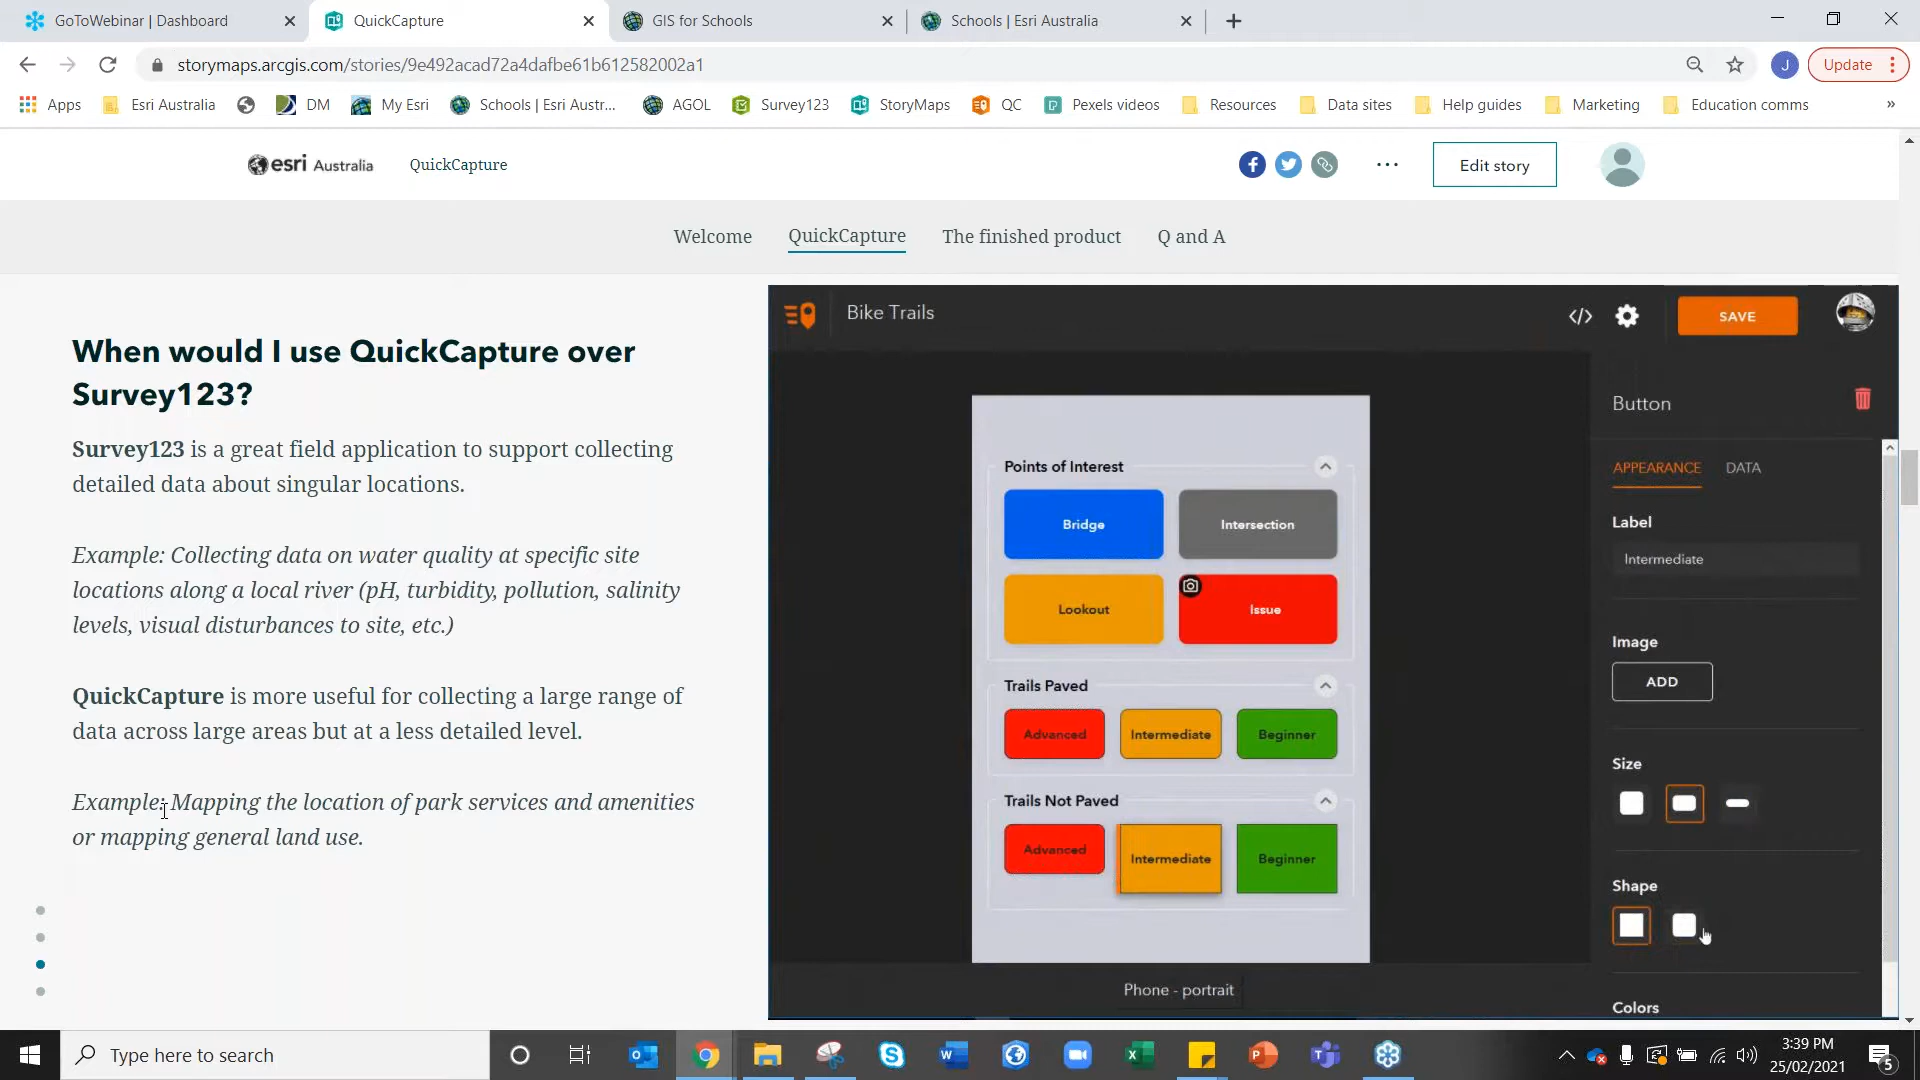 GoToWebinar | Dashboard
QuickCapture
GIS for Schools
Schools | Esri Australia
storymaps.arcgis.com/stories/9e492acad72a4dafbe61b612582002a1
J
Update
Apps
Esri Australia
DM
My Esri
Schools | Esri Austr...
AGOL
Survey123
StoryMaps
QC
Pexels videos
Resources
Data sites
Help guides
Marketing
Education comms
»
esri Australia
QuickCapture
Edit story
Welcome
QuickCapture
The finished product
Q and A
When would I use QuickCapture over
Survey123?
Survey123 is a great field application to support collecting
detailed data about singular locations.
Example: Collecting data on water quality at specific site
locations along a local river (pH, turbidity, pollution, salinity
levels, visual disturbances to site, etc.)
QuickCapture is more useful for collecting a large range of
data across large areas but at a less detailed level.
Example: Mapping the location of park services and amenities
or mapping general land use.
Bike Trails
</>
SAVE
Points of Interest
Bridge
Intersection
Lookout
Issue
Trails Paved
Advanced
Intermediate
Beginner
Trails Not Paved
Advanced
Intermediate
Beginner
Phone - portrait
Button
APPEARANCE
DATA
Label
Intermediate
Image
ADD
Size
Shape
Colors
Type here to search
3:39 PM
25/02/2021
5